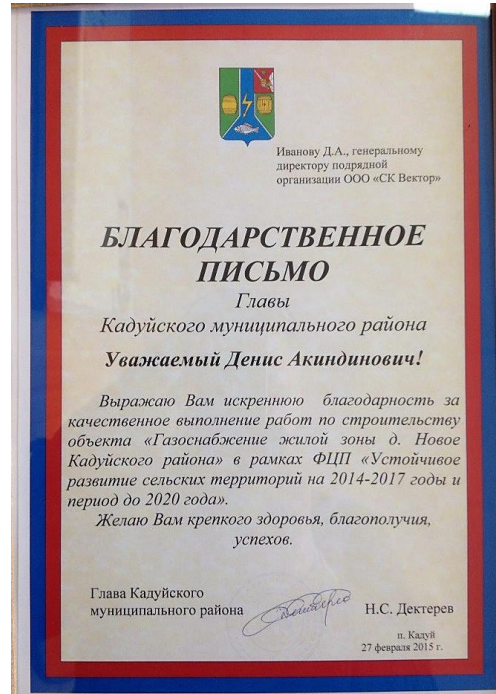 Иванову Д.А., генеральному
директору подрядной
организации ООО «СК Вектор»
БЛАГОДАРСТВЕННОЕ
ПИСЬМО
Главы
Кадуйского муниципального района
Уважаемый Денис Акиндинович!
Выражаю Вам искреннюю благодарность за
качественное выполнение работ по строительству
объекта «Газоснабжение жилой зоны д. Новое
Кадуйского района» в рамках ФЦП «Устойчивое
развитие сельских территорий на 2014-2017 годы и
период до 2020 года».
Желаю Вам крепкого здоровья, благополучия,
успехов.
Глава Кадуйского
муниципального района Н.С. Дектерев
п. Кадуй
27 февраля 2015 г.